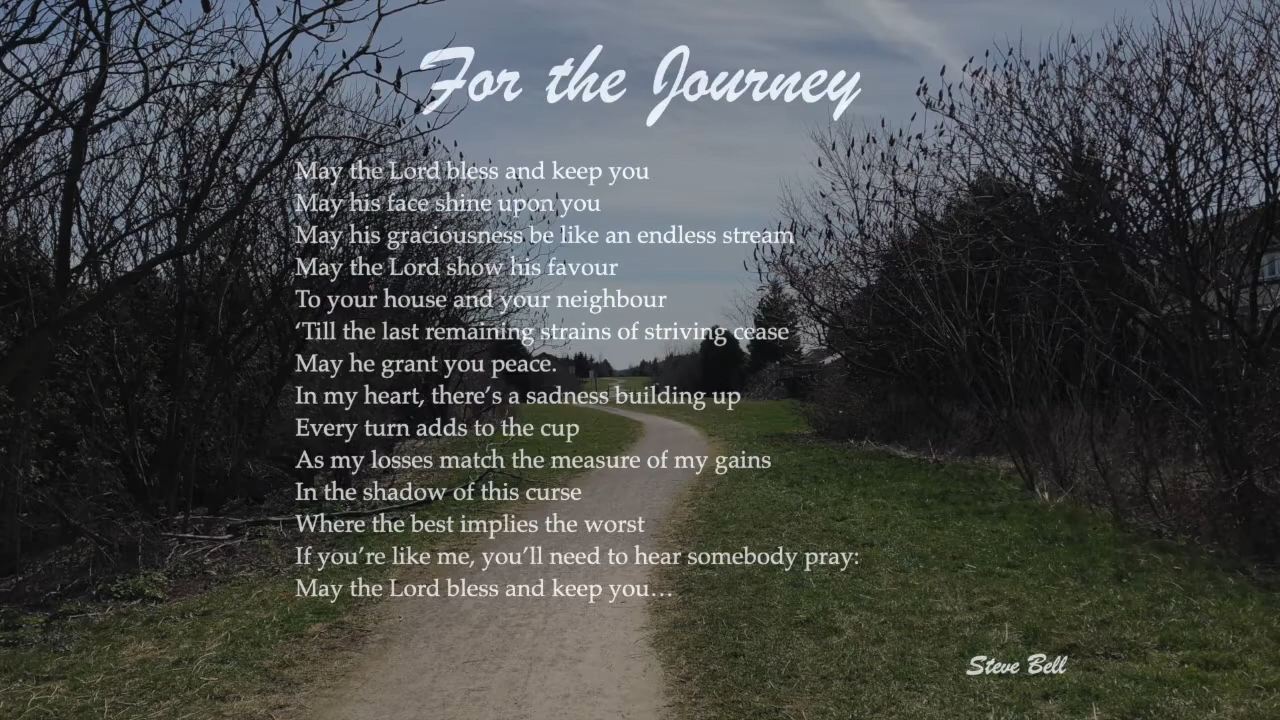 For the Journey
May the Lord bless and keep you
May his face shine upon you
May his graciousness be like an endless stream
May the Lord show his favour
To your house and your neighbour
‘Till the last remaining strains of striving cease
May he grant you peace.
In my heart, there’s a sadness building up
Every turn adds to the cup
As my losses match the measure of my gains
In the shadow of this curse
Where the best implies the worst
If you’re like me, you’ll need to hear somebody pray:
May the Lord bless and keep you…
Steve Bell